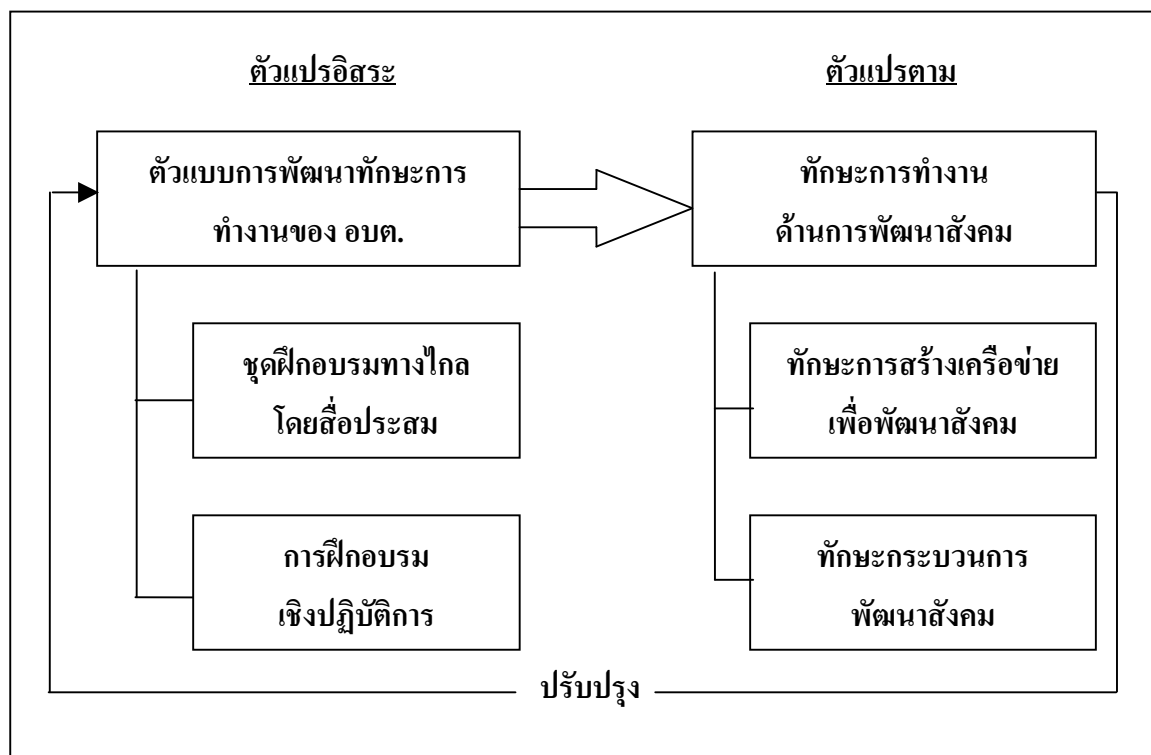 ตัวแปรอิสระ
ตัวแปรตาม
ตัวแบบการพัฒนาทักษะการ
ทำงานของ อบต.
ทักษะการทำงาน
ด้านการพัฒนาสังคม
ชุดฝึกอบรมทางไกล
โดยสื่อประสม
ทักษะการสร้างเครือข่าย
เพื่อพัฒนาสังคม
การฝึกอบรม
เชิงปฏิบัติการ
ทักษะกระบวนการ
พัฒนาสังคม
ปรับปรุง